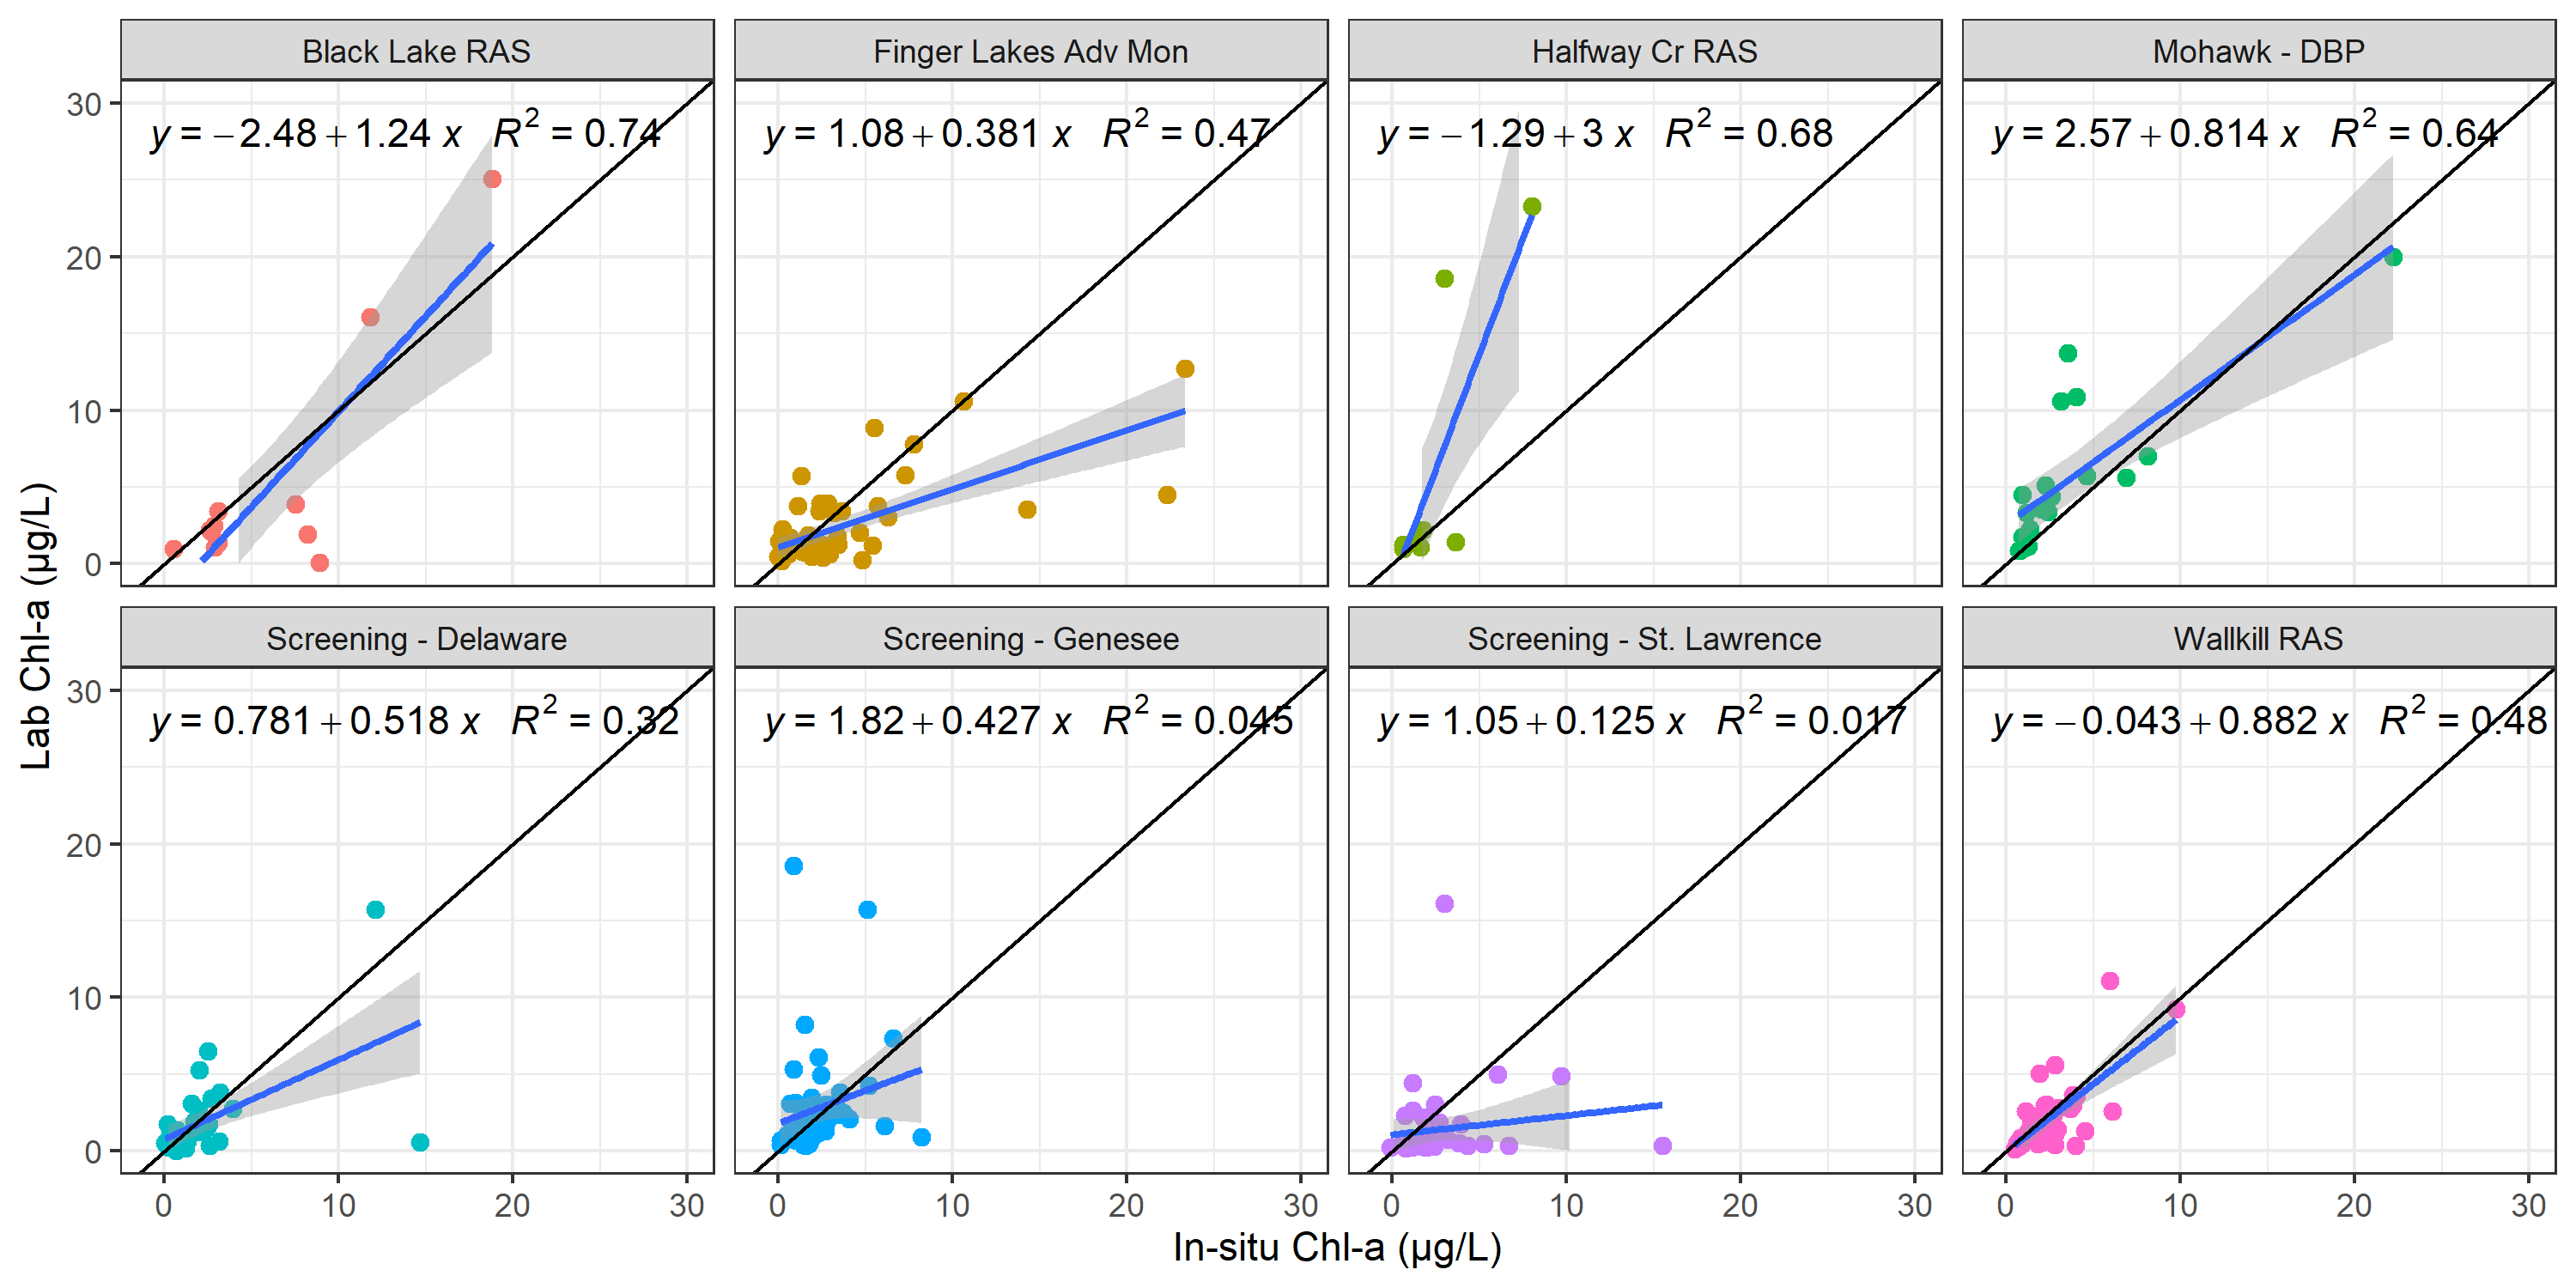 Black Lake RAS
Finger Lakes Adv Mon
Halfway Cr RAS
Mohawk - DBP
y = −2.48 + 1.24 x R² = 0.74
y = 1.08 + 0.381 x R² = 0.47
y = −1.29 + 3 x R² = 0.68
y = 2.57 + 0.814 x R² = 0.64
30
20
10
0
Lab Chl-a (µg/L)
Screening - Delaware
Screening - Genesee
Screening - St. Lawrence
Wallkill RAS
y = 0.781 + 0.518 x R² = 0.32
y = 1.82 + 0.427 x R² = 0.045
y = 1.05 + 0.125 x R² = 0.017
y = −0.043 + 0.882 x R² = 0.48
30
20
10
0
0 10 20 30
0 10 20 30
0 10 20 30
0 10 20 30
In-situ Chl-a (µg/L)